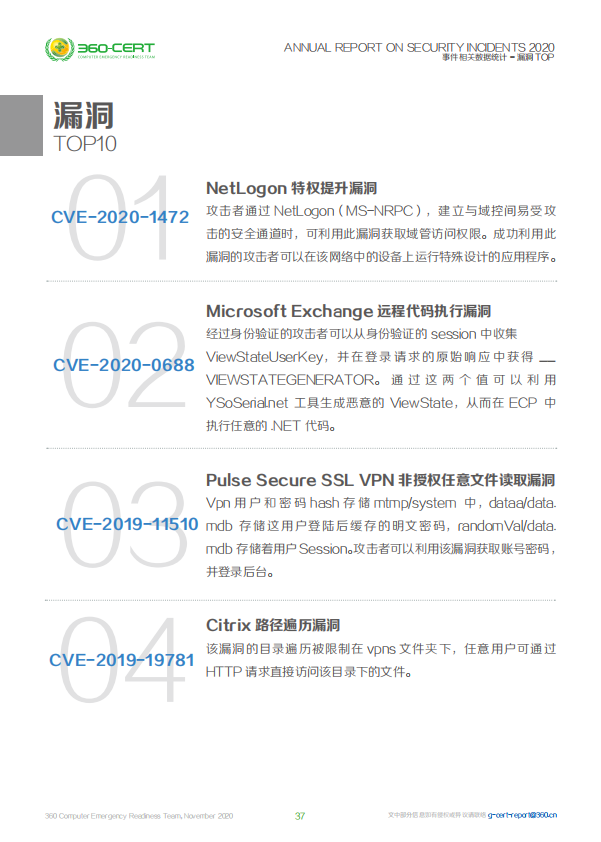 360-CERT
COMPUTER EMERGENCY READINESS TEAM
ANNUAL REPORT ON SECURITY INCIDENTS 2020
事件相关数据统计 - 漏洞 TOP
漏洞
TOP10
01
CVE-2020-1472
NetLogon 特权提升漏洞
攻击者通过 NetLogon（MS-NRPC），建立与域控间易受攻
击的安全通道时，可利用此漏洞获取域管访问权限。成功利用此
漏洞的攻击者可以在该网络中的设备上运行特殊设计的应用程序。
02
CVE-2020-0688
Microsoft Exchange 远程代码执行漏洞
经过身份验证的攻击者可以从身份验证的 session 中收集
ViewStateUserKey，并在登录请求的原始响应中获得 __
VIEWSTATEGENERATOR。通过这两个值可以利用
YSoSerial.net 工具生成恶意的 ViewState，从而在 ECP 中
执行任意的 .NET 代码。
03
CVE-2019-11510
Pulse Secure SSL VPN 非授权任意文件读取漏洞
Vpn 用户和密码 hash 存储 mtmp/system 中，dataa/data.
mdb 存储这用户登陆后缓存的明文密码，randomVal/data.
mdb 存储着用户 Session。攻击者可以利用该漏洞获取账号密码，
并登录后台。
04
CVE-2019-19781
Citrix 路径遍历漏洞
该漏洞的目录遍历被限制在 vpns 文件夹下，任意用户可通过
HTTP 请求直接访问该目录下的文件。
360 Computer Emergency Readiness Team, November 2020
37
g-cert-report@360.cn